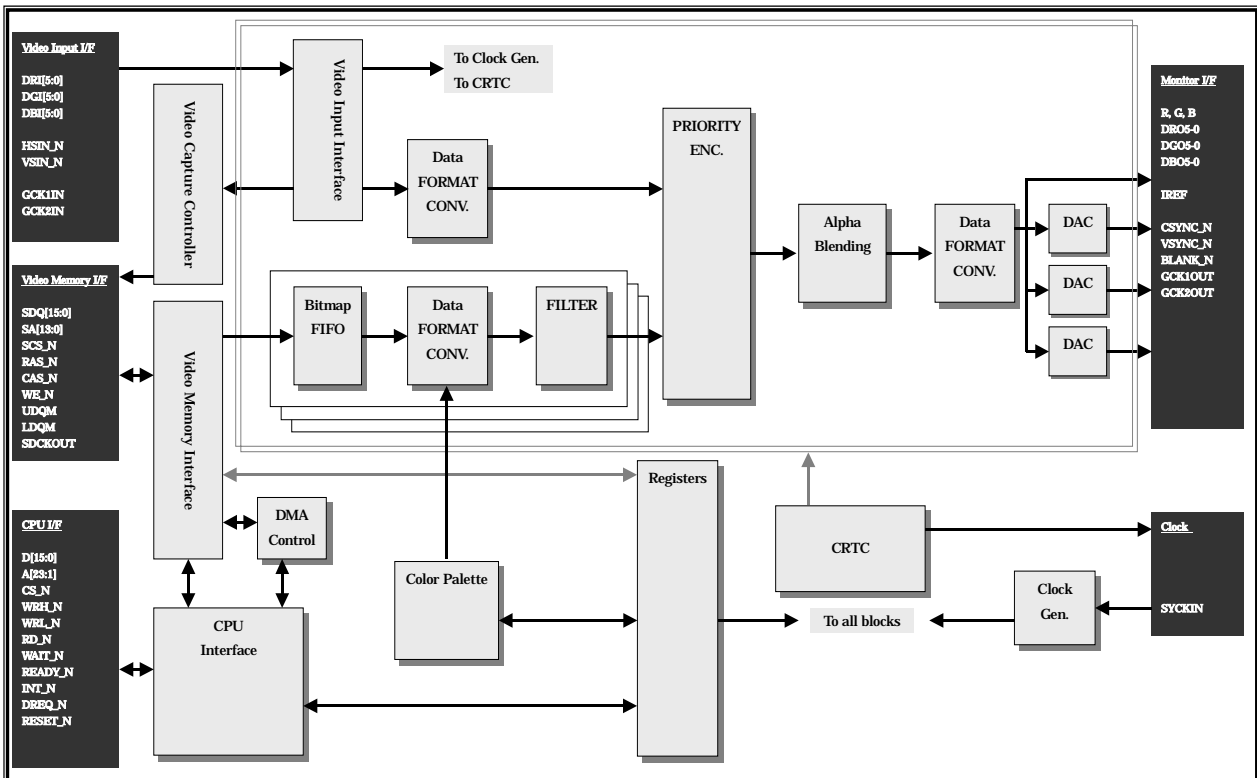 Video Input I/F
DRI[5:0]
DGI[5:0]
DBI[5:0]
HSIN_N
VSIN_N
GCK1IN
GCK2IN
Video Memory I/F
SDQ[15:0]
SA[13:0]
SCS_N
RAS_N
CAS_N
WE_N
UDQM
LDQM
SDCKOUT
CPU I/F
D[15:0]
A[23:1]
CS_N
WRH_N
WRL_N
RD_N
WAIT_N
READY_N
INT_N
DREQ_N
RESET_N
Video Capture Controller
Video Memory Interface
CPU
Interface
DMA
Control
Video Input Interface
To Clock Gen.
To CRTC
Data
FORMAT
CONV.
Bitmap
FIFO
Data
FORMAT
CONV.
FILTER
Color Palette
PRIORITY
ENC.
Registers
Alpha
Blending
Data
FORMAT
CONV.
DAC
DAC
DAC
CRTC
To all blocks
Clock
Gen.
Monitor I/F
R, G, B
DRO5-0
DGO5-0
DBO5-0
IREF
CSYNC_N
VSYNC_N
BLANK_N
GCK1OUT
GCK2OUT
Clock
SYCKIN